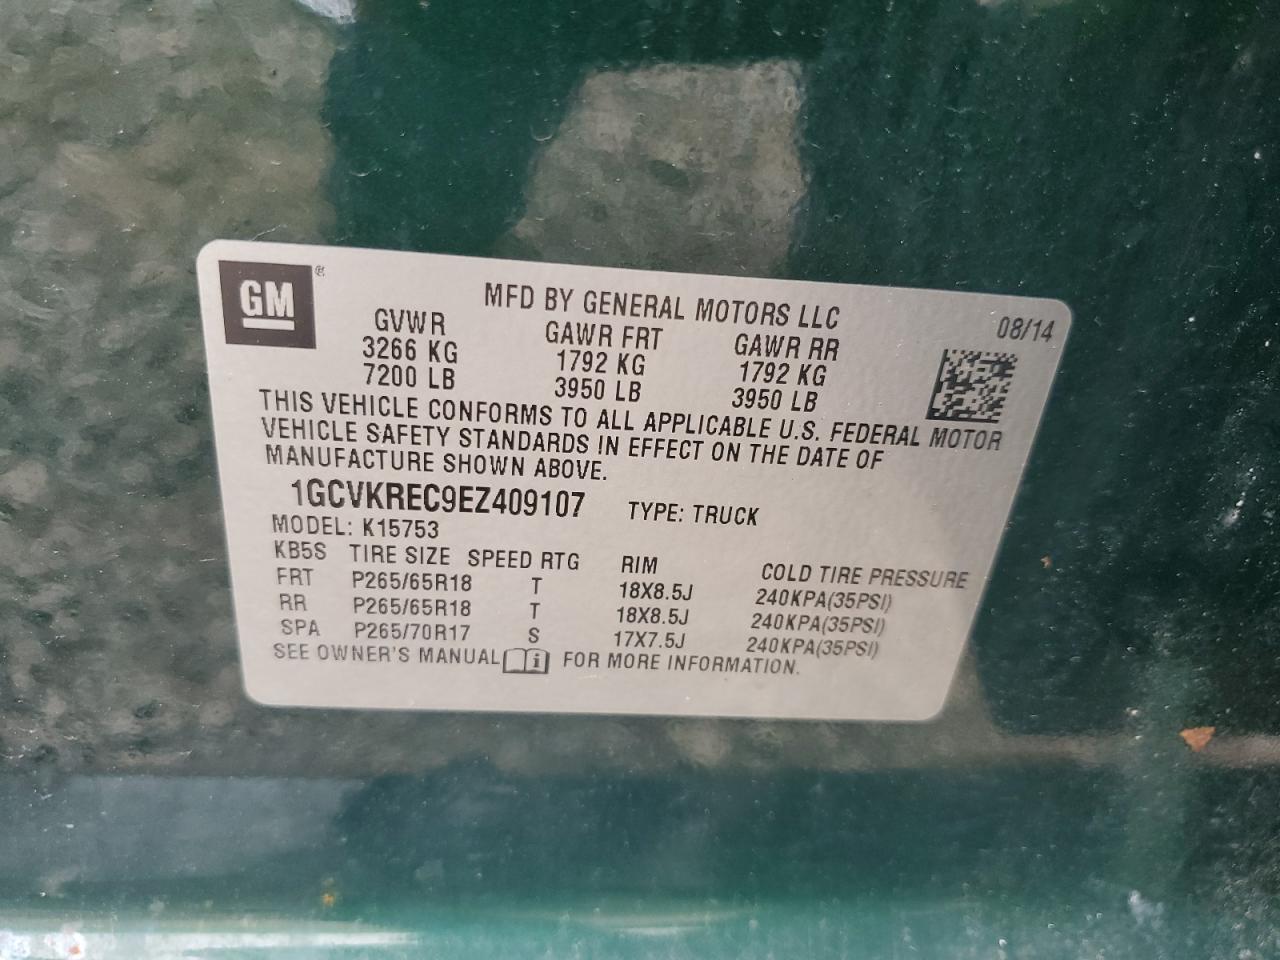 GM®
MFD BY GENERAL MOTORS LLC
08/14
GVWR GAWR FRT GAWR RR
3266 KG 1792 KG 1792 KG
7200 LB 3950 LB 3950 LB
THIS VEHICLE CONFORMS TO ALL APPLICABLE U.S. FEDERAL MOTOR
VEHICLE SAFETY STANDARDS IN EFFECT ON THE DATE OF
MANUFACTURE SHOWN ABOVE.
1GCVKREC9EZ409107 TYPE: TRUCK
MODEL: K15753
KB5S TIRE SIZE SPEED RTG RIM COLD TIRE PRESSURE
FRT P265/65R18 T 18X8.5J 240KPA(35PSI)
RR P265/65R18 T 18X8.5J 240KPA(35PSI)
SPA P265/70R17 S 17X7.5J 240KPA(35PSI)
SEE OWNER'S MANUAL i FOR MORE INFORMATION.